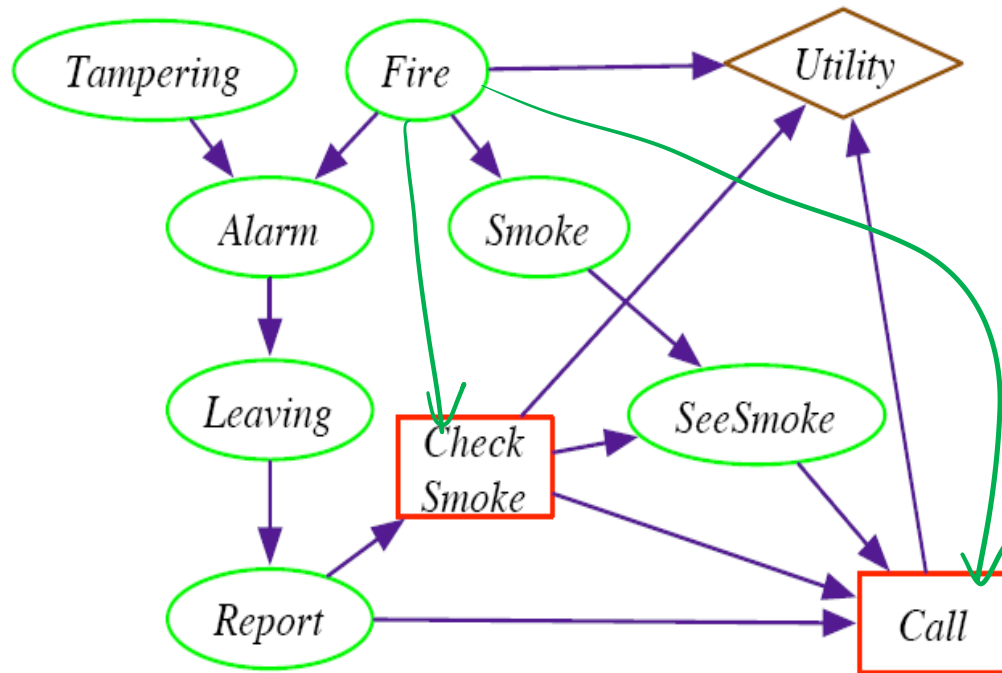 Tampering
Fire
Utility
Alarm
Smoke
Leaving
Check
Smoke
SeeSmoke
Report
Call